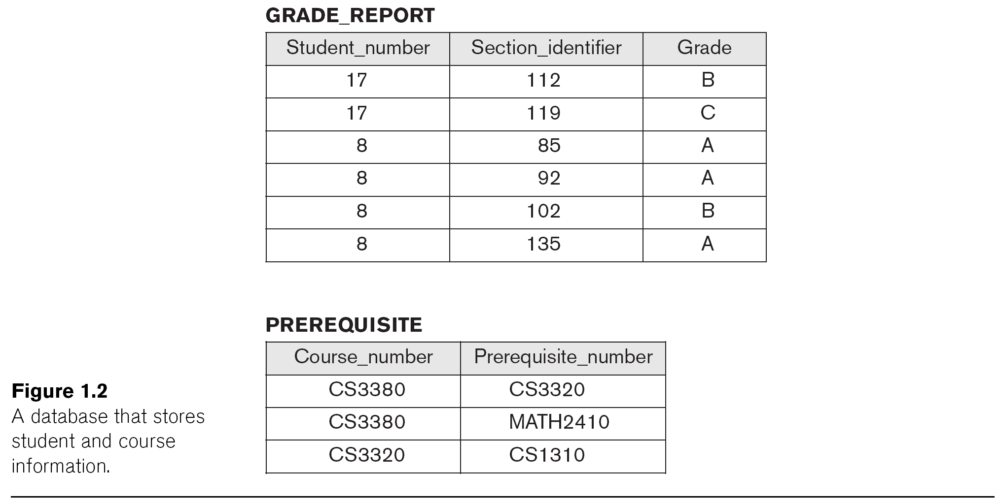 GRADE_REPORT
Student_number Section_identifier Grade
17 112 B
17 119 C
8 85 A
8 92 A
8 102 B
8 135 A
PREREQUISITE
Course_number Prerequisite_number
CS3380 CS3320
CS3380 MATH2410
CS3320 CS1310
Figure 1.2
A database that stores
student and course
information.